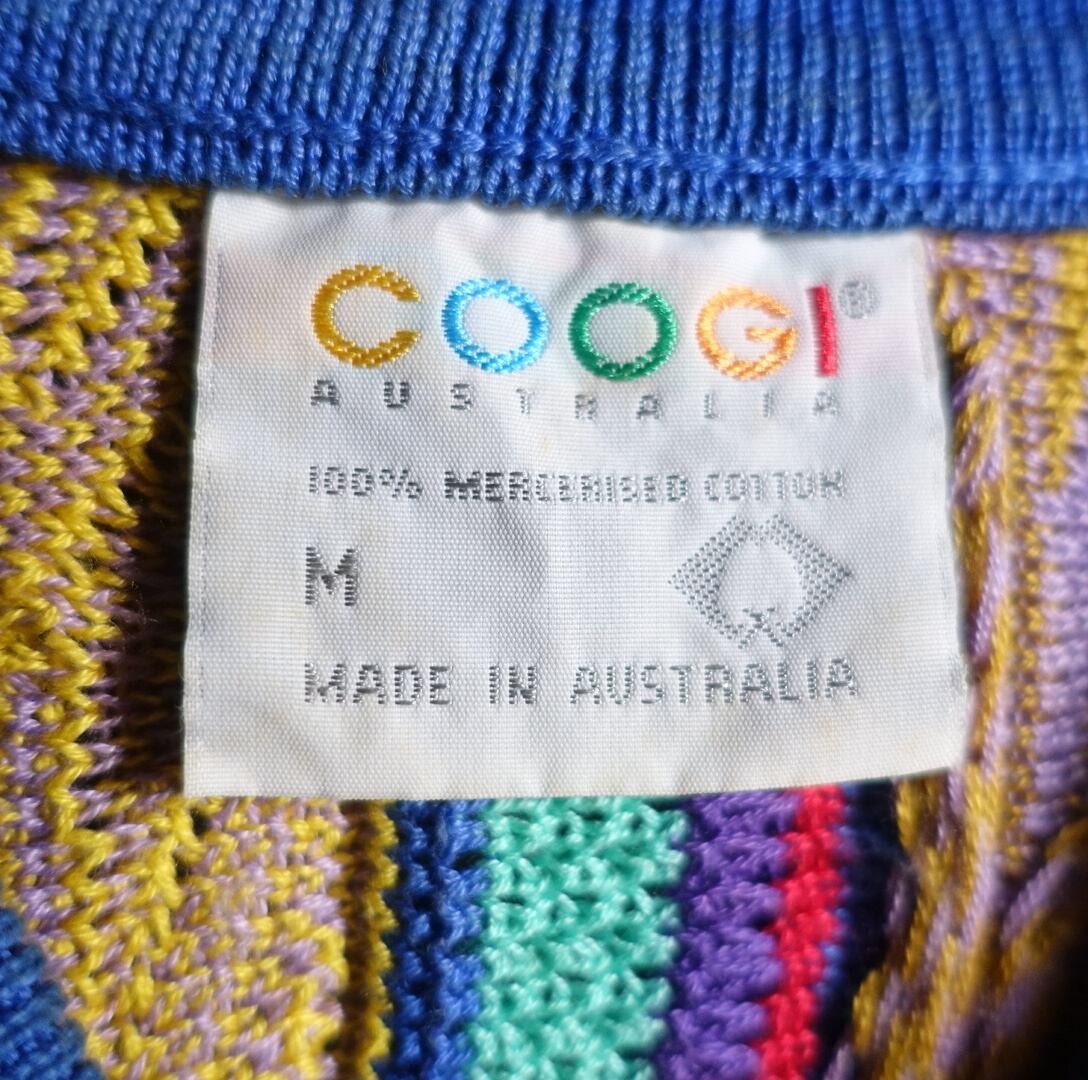 COOGI®
AUSTRALIA
100% MERCERISED COTTON
M
MADE IN AUSTRALIA